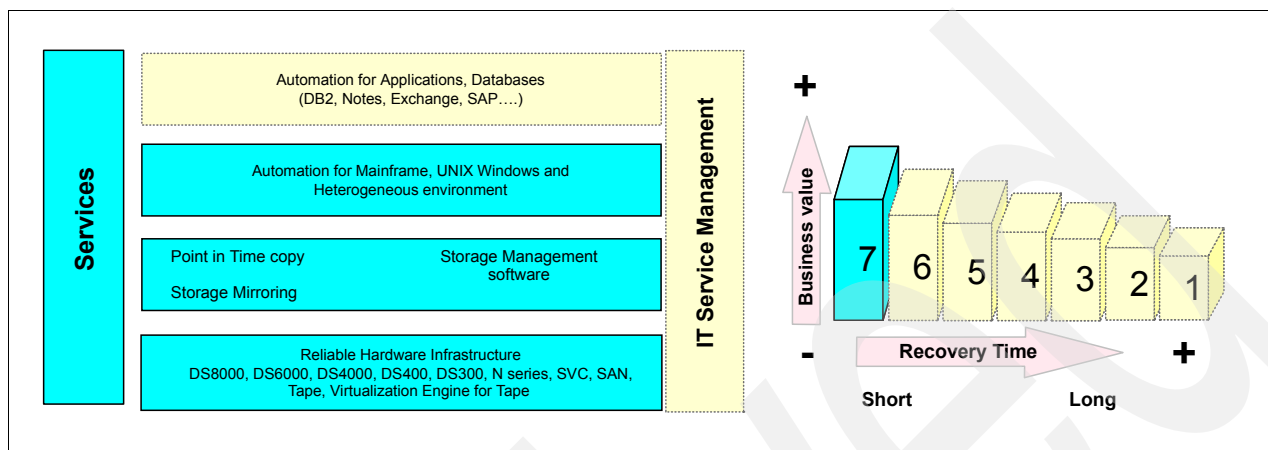 Services
Automation for Applications, Databases
(DB2, Notes, Exchange, SAP….)
Automation for Mainframe, UNIX Windows and
Heterogeneous environment
Point in Time copy
Storage Management
software
Storage Mirroring
Reliable Hardware Infrastructure
DS8000, DS6000, DS4000, DS400, DS300, N series, SVC, SAN,
Tape, Virtualization Engine for Tape
IT Service Management
+
Business value
-
7
6
5
4
3
2
1
Recovery Time
+
Short
Long